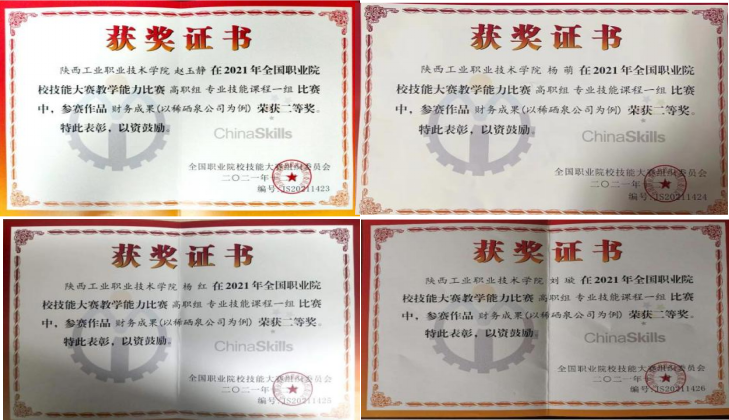 获奖证书
陕西工业职业技术学院 赵玉静 在2021年全国职业院
校技能大赛教学能力比赛 高职组 专业技能课程一组 比赛
中，参赛作品 财务成果(以稀硒泉公司为例) 荣获二等奖。
特此表彰，以资鼓励。
ChinaSkills
全国职业院校技能大赛组织委员会
二〇二一年
编号:JS20211423
获奖证书
陕西工业职业技术学院 杨萌 在2021年全国职业院
校技能大赛教学能力比赛 高职组 专业技能课程一组 比赛
中，参赛作品 财务成果(以稀硒泉公司为例) 荣获二等奖。
特此表彰，以资鼓励。
ChinaSkills
全国职业院校技能大赛组织委员会
二〇二一年
编号:JS20211424
获奖证书
陕西工业职业技术学院 杨红 在2021年全国职业院
校技能大赛教学能力比赛 高职组 专业技能课程一组 比赛
中，参赛作品 财务成果(以稀硒泉公司为例) 荣获二等奖。
特此表彰，以资鼓励。
ChinaSkills
全国职业院校技能大赛组织委员会
二〇二一年
编号:JS20211425
获奖证书
陕西工业职业技术学院 刘璇 在2021年全国职业院
校技能大赛教学能力比赛 高职组 专业技能课程一组 比赛
中，参赛作品 财务成果(以稀硒泉公司为例) 荣获二等奖。
特此表彰，以资鼓励。
ChinaSkills
全国职业院校技能大赛组织委员会
二〇二一年
编号:JS20211426